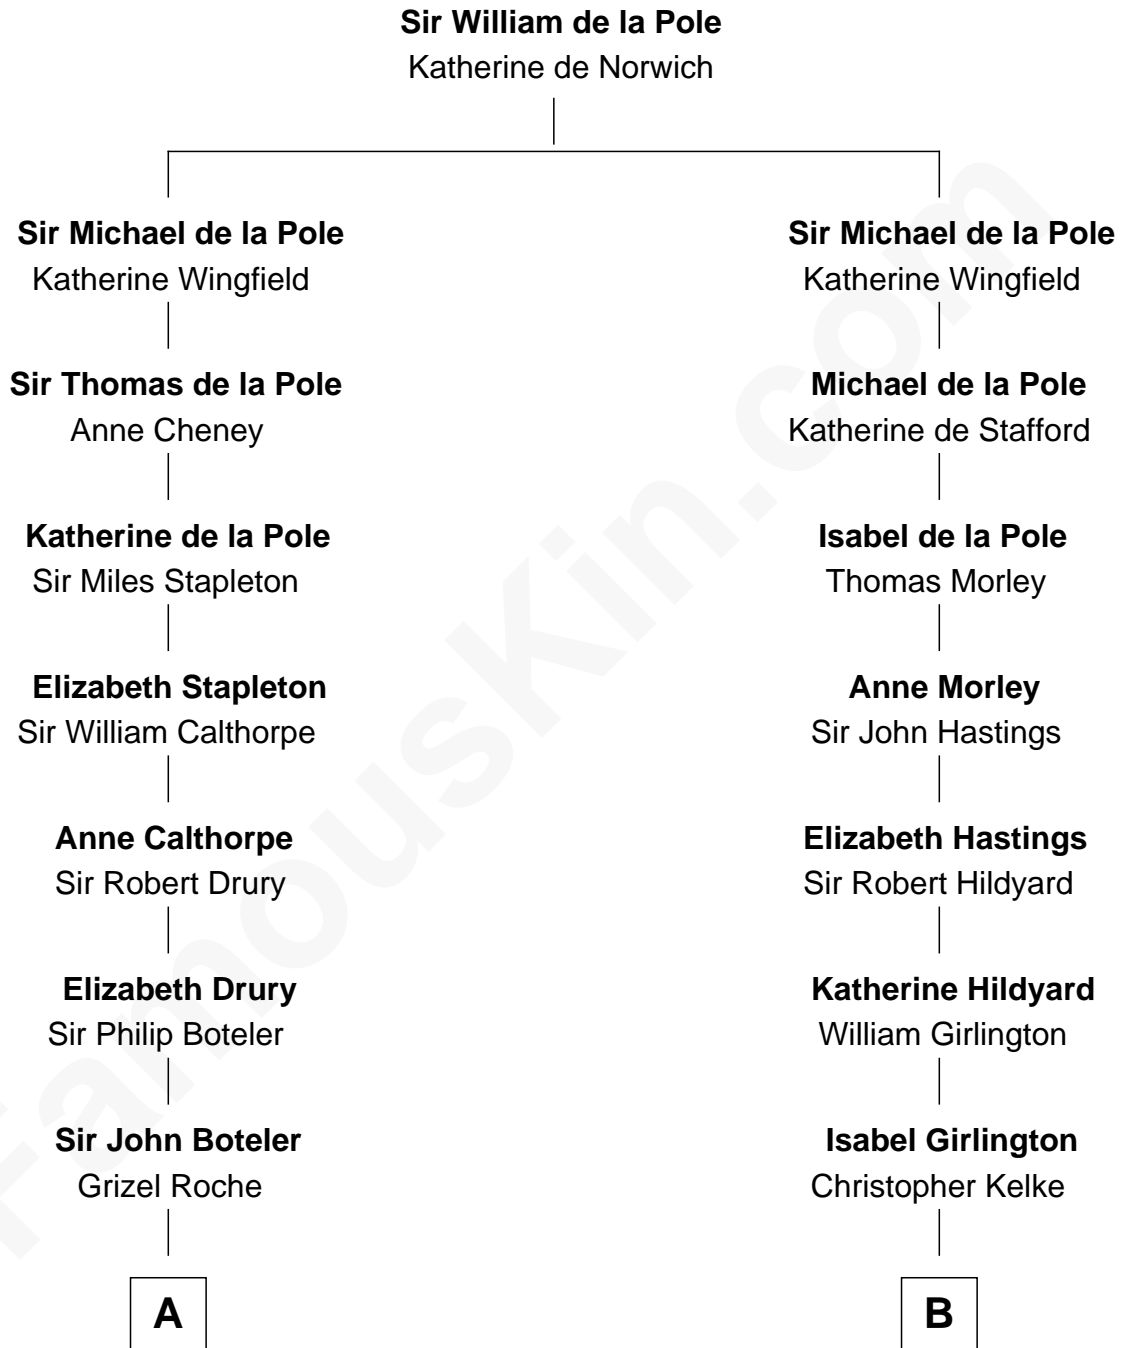 Sir William de la Pole
Katherine de Norwich
Sir Michael de la Pole
Katherine Wingfield
Sir Michael de la Pole
Katherine Wingfield
Sir Thomas de la Pole
Anne Cheney
Michael de la Pole
Katherine de Stafford
Katherine de la Pole
Sir Miles Stapleton
Isabel de la Pole
Thomas Morley
Elizabeth Stapleton
Sir William Calthorpe
Anne Morley
Sir John Hastings
Anne Calthorpe
Sir Robert Drury
Elizabeth Hastings
Sir Robert Hildyard
Elizabeth Drury
Sir Philip Boteler
Katherine Hildyard
William Girlington
Sir John Boteler
Grizel Roche
Isabel Girlington
Christopher Kelke
A
B
FamousKin.com